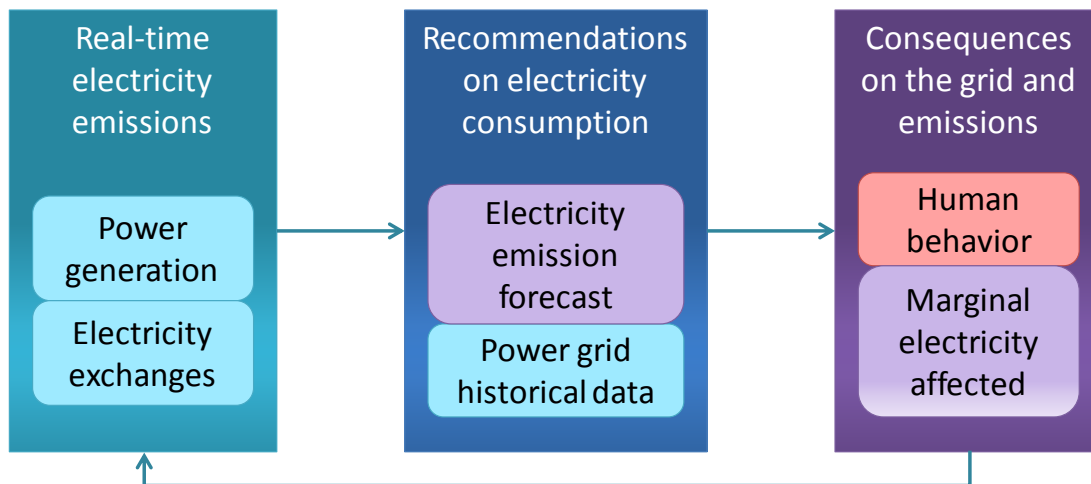 Real-time
electricity
emissions
Power
generation
Electricity
exchanges
Recommendations
on electricity
consumption
Electricity
emission
forecast
Power grid
historical data
Consequences
on the grid and
emissions
Human
behavior
Marginal
electricity
affected